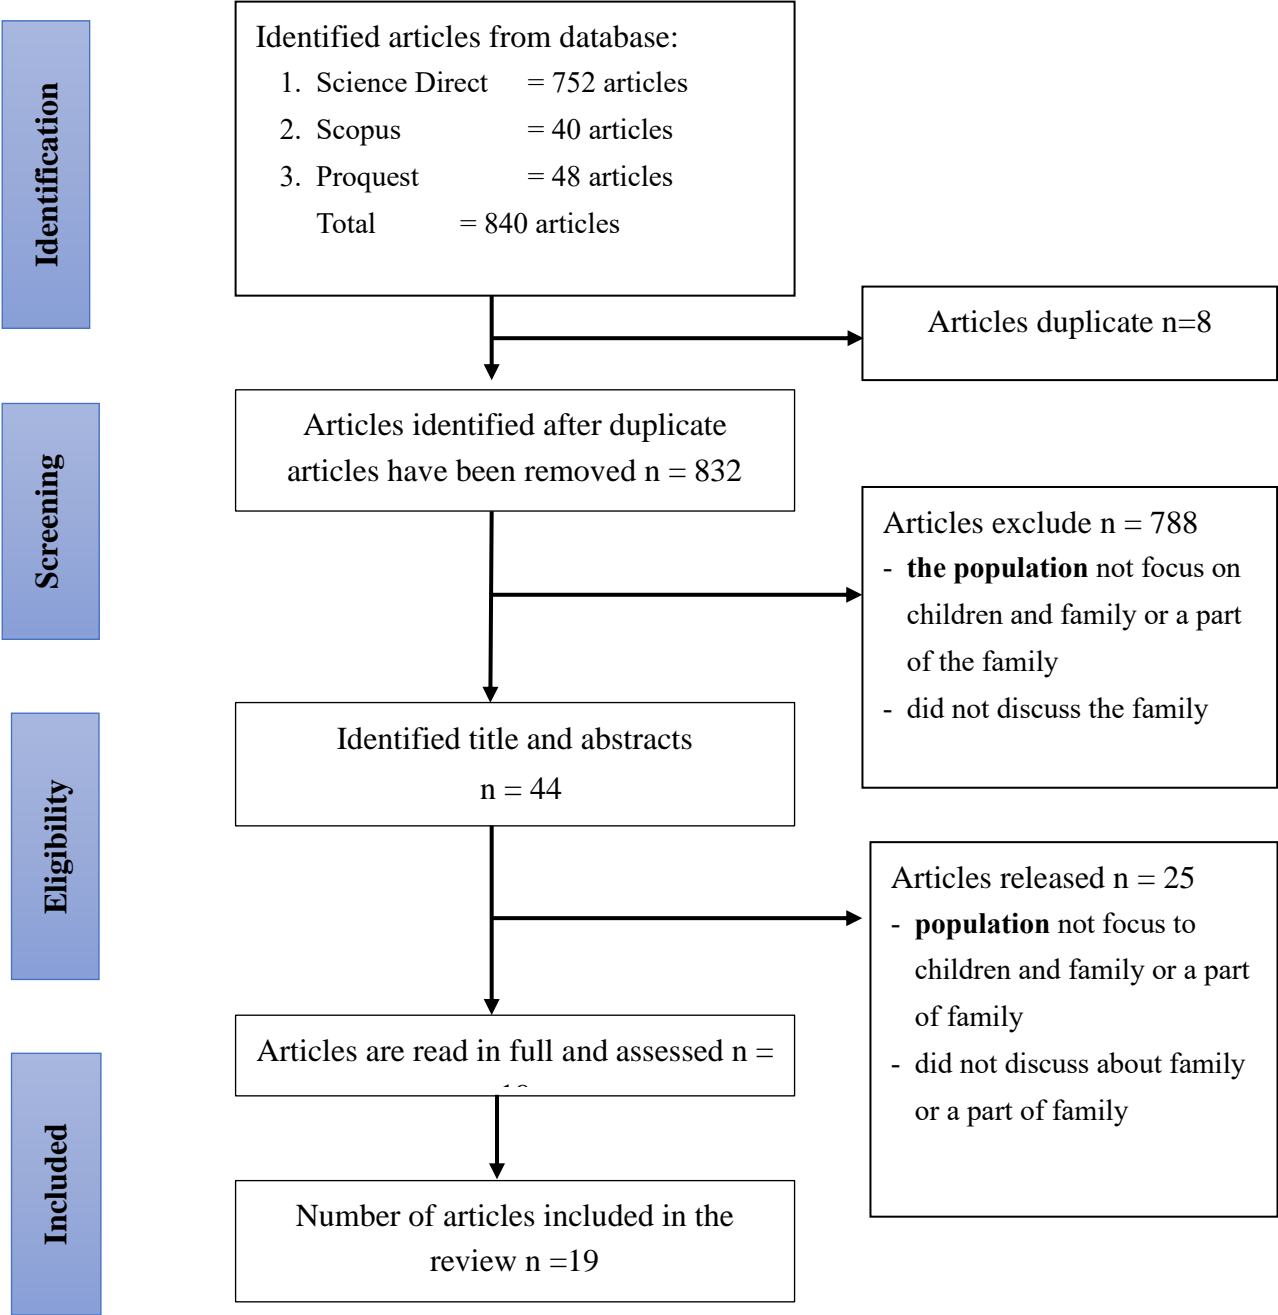 Identification
Identified articles from database:
1. Science Direct = 752 articles
2. Scopus = 40 articles
3. Proquest = 48 articles
Total = 840 articles
Articles duplicate n=8
Screening
Articles identified after duplicate
articles have been removed n = 832
Articles exclude n = 788
- the population not focus on
children and family or a part
of the family
- did not discuss the family
Eligibility
Identified title and abstracts
n = 44
Articles released n = 25
- population not focus to
children and family or a part
of family
- did not discuss about family
or a part of family
Included
Articles are read in full and assessed n =
Number of articles included in the
review n =19